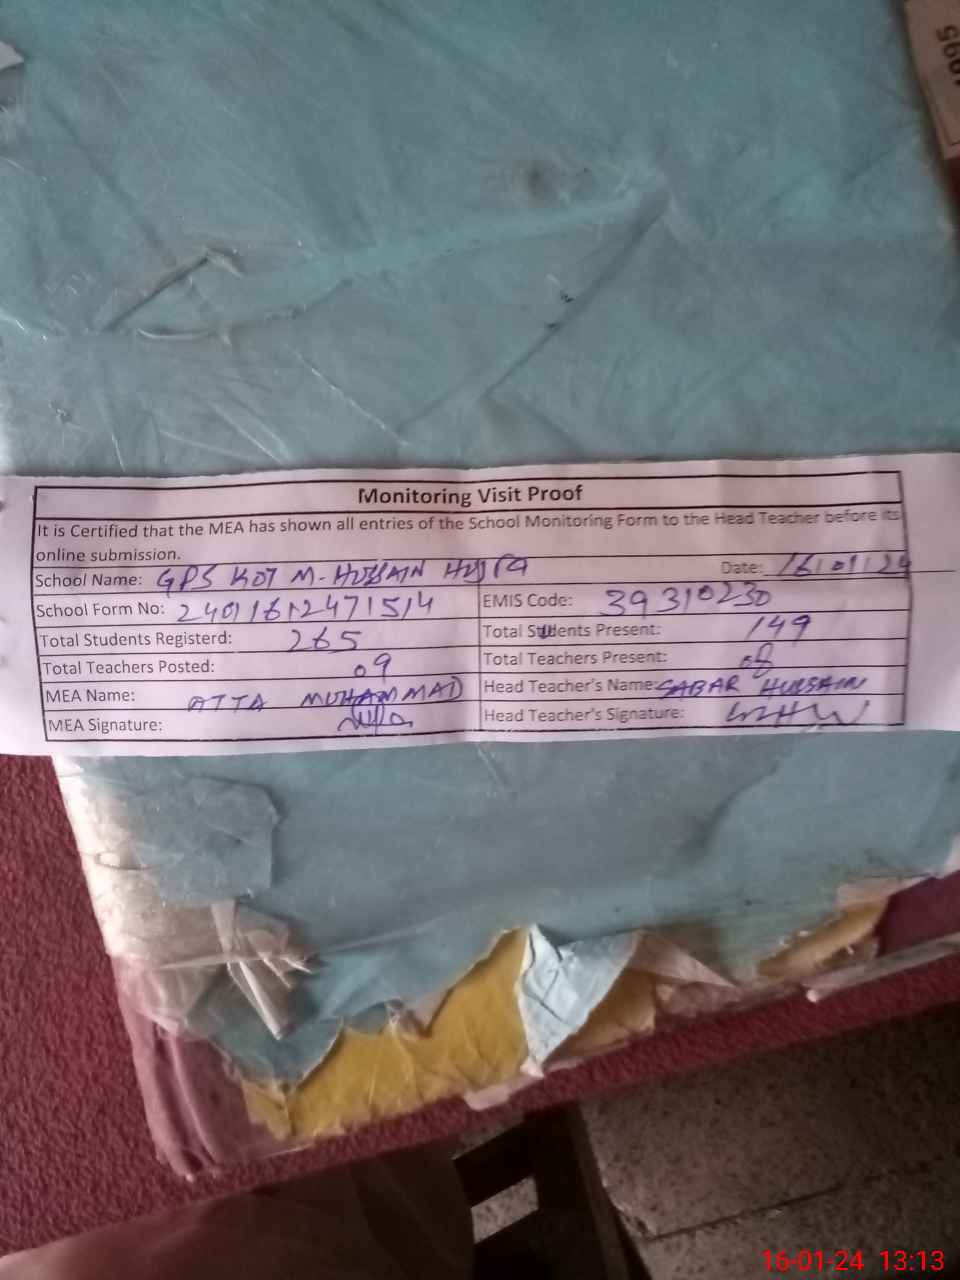 1995
Monitoring Visit Proof
It is Certified that the MEA has shown all entries of the School Monitoring Form to the Head Teacher before its
online submission.
School Name: GPS KOT M-HUSSAIN HUJRA Date: 16/01/24
School Form No: 24011612471514 EMIS Code: 39310230
Total Students Registerd: 265 Total Students Present: 149
Total Teachers Posted: 09 Total Teachers Present: 08
MEA Name: ATTA MUHAMMAD Head Teacher's Name: SABAR HUSSAIN
MEA Signature: Head Teacher's Signature:
16-01-24 13:13